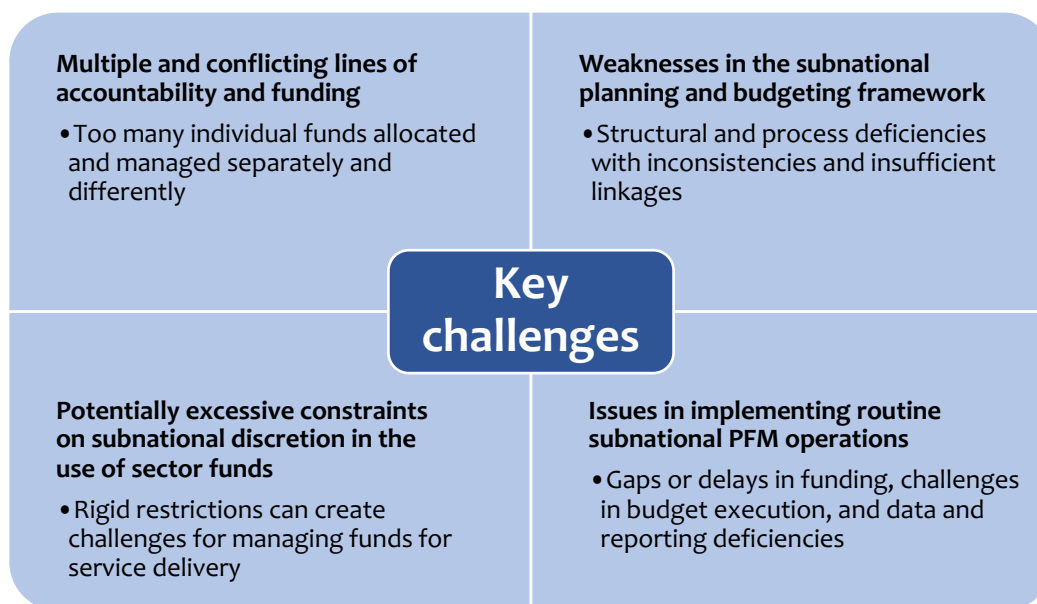 Multiple and conflicting lines of
accountability and funding
•Too many individual funds allocated
and managed separately and
differently
Weaknesses in the subnational
planning and budgeting framework
•Structural and process deficiencies
with inconsistencies and insufficient
linkages
Key
challenges
Potentially excessive constraints
on subnational discretion in the
use of sector funds
•Rigid restrictions can create
challenges for managing funds for
service delivery
Issues in implementing routine
subnational PFM operations
•Gaps or delays in funding, challenges
in budget execution, and data and
reporting deficiencies